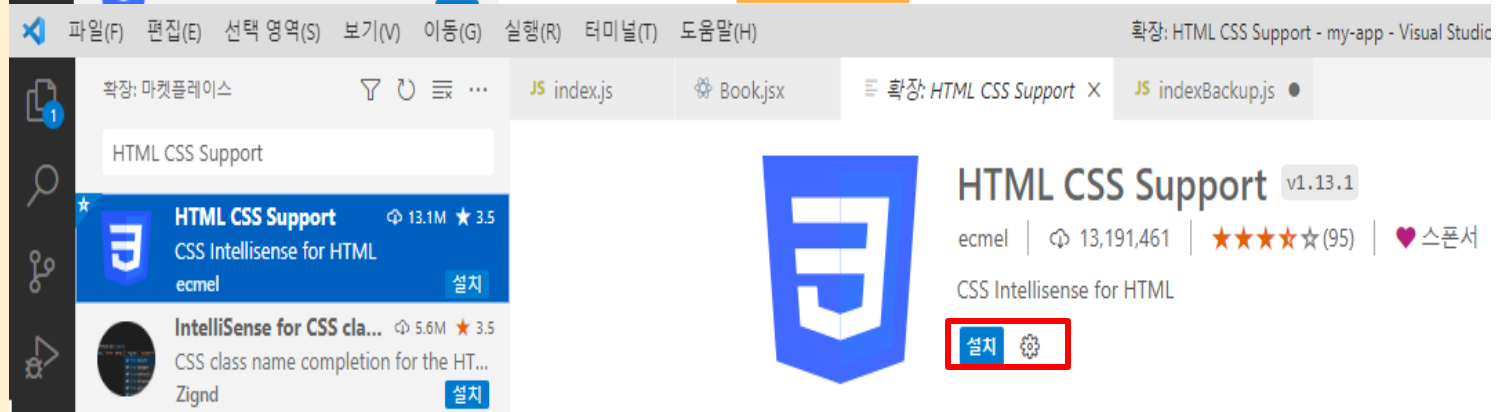 파일(F) 편집(E) 선택 영역(S) 보기(V) 이동(G) 실행(R) 터미널(T) 도움말(H) 확장: HTML CSS Support - my-app - Visual Studio
확장: 마켓플레이스
JS index.js Book.jsx 확장: HTML CSS Support JS indexBackup.js
1
HTML CSS Support
HTML CSS Support 13.1M 3.5
CSS Intellisense for HTML
ecmel 설치
IntelliSense for CSS cla... 5.6M 3.5
CSS class name completion for the HT...
Zignd 설치
HTML CSS Support v1.13.1
ecmel 13,191,461 (95) 스폰서
CSS Intellisense for HTML
설치